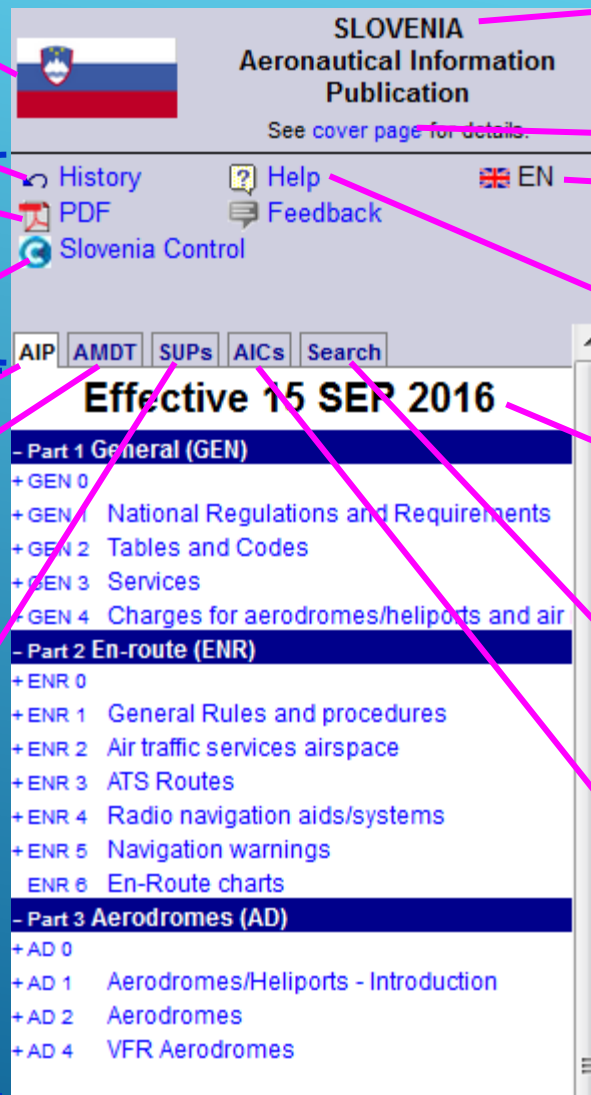 SLOVENIA
Aeronautical Information
Publication
See cover page for details.
History Help EN
PDF Feedback
Slovenia Control
AIP AMDT SUPs AICs Search
Effective 15 SEP 2016
− Part 1 General (GEN)
+ GEN 0
+ GEN 1 National Regulations and Requirements
+ GEN 2 Tables and Codes
+ GEN 3 Services
+ GEN 4 Charges for aerodromes/heliports and air
− Part 2 En-route (ENR)
+ ENR 0
+ ENR 1 General Rules and procedures
+ ENR 2 Air traffic services airspace
+ ENR 3 ATS Routes
+ ENR 4 Radio navigation aids/systems
+ ENR 5 Navigation warnings
ENR 6 En-Route charts
− Part 3 Aerodromes (AD)
+ AD 0
+ AD 1 Aerodromes/Heliports - Introduction
+ AD 2 Aerodromes
+ AD 4 VFR Aerodromes